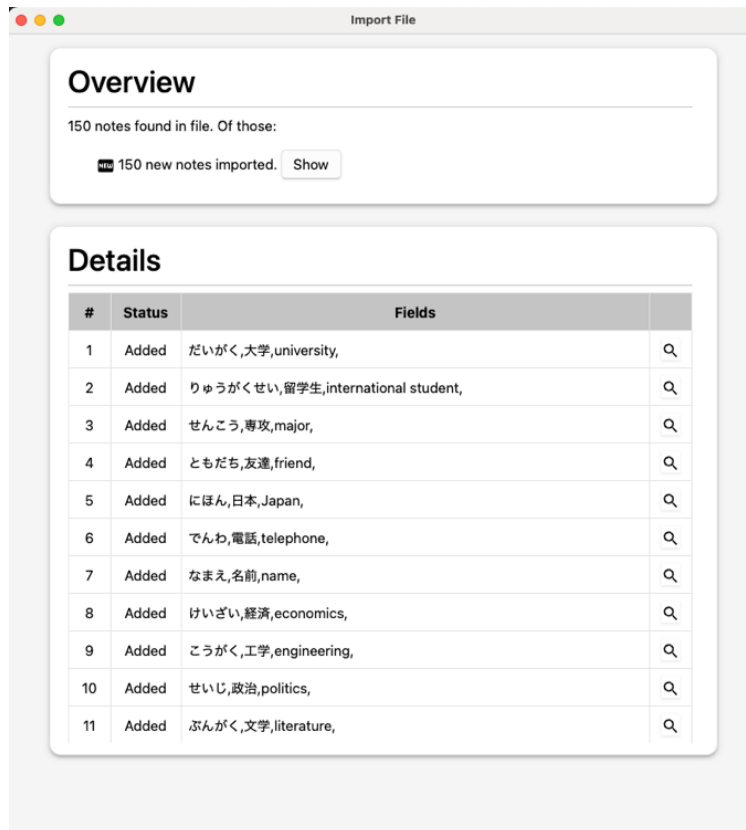 Import File
Overview
150 notes found in file. Of those:
NEW 150 new notes imported. Show
Details
# Status Fields
1 Added だいがく,大学,university,
2 Added りゅうがくせい,留学生,international student,
3 Added せんこう,専攻,major,
4 Added ともだち,友達,friend,
5 Added にほん,日本,Japan,
6 Added でんわ,電話,telephone,
7 Added なまえ,名前,name,
8 Added けいざい,経済,economics,
9 Added こうがく,工学,engineering,
10 Added せいじ,政治,politics,
11 Added ぶんがく,文学,literature,